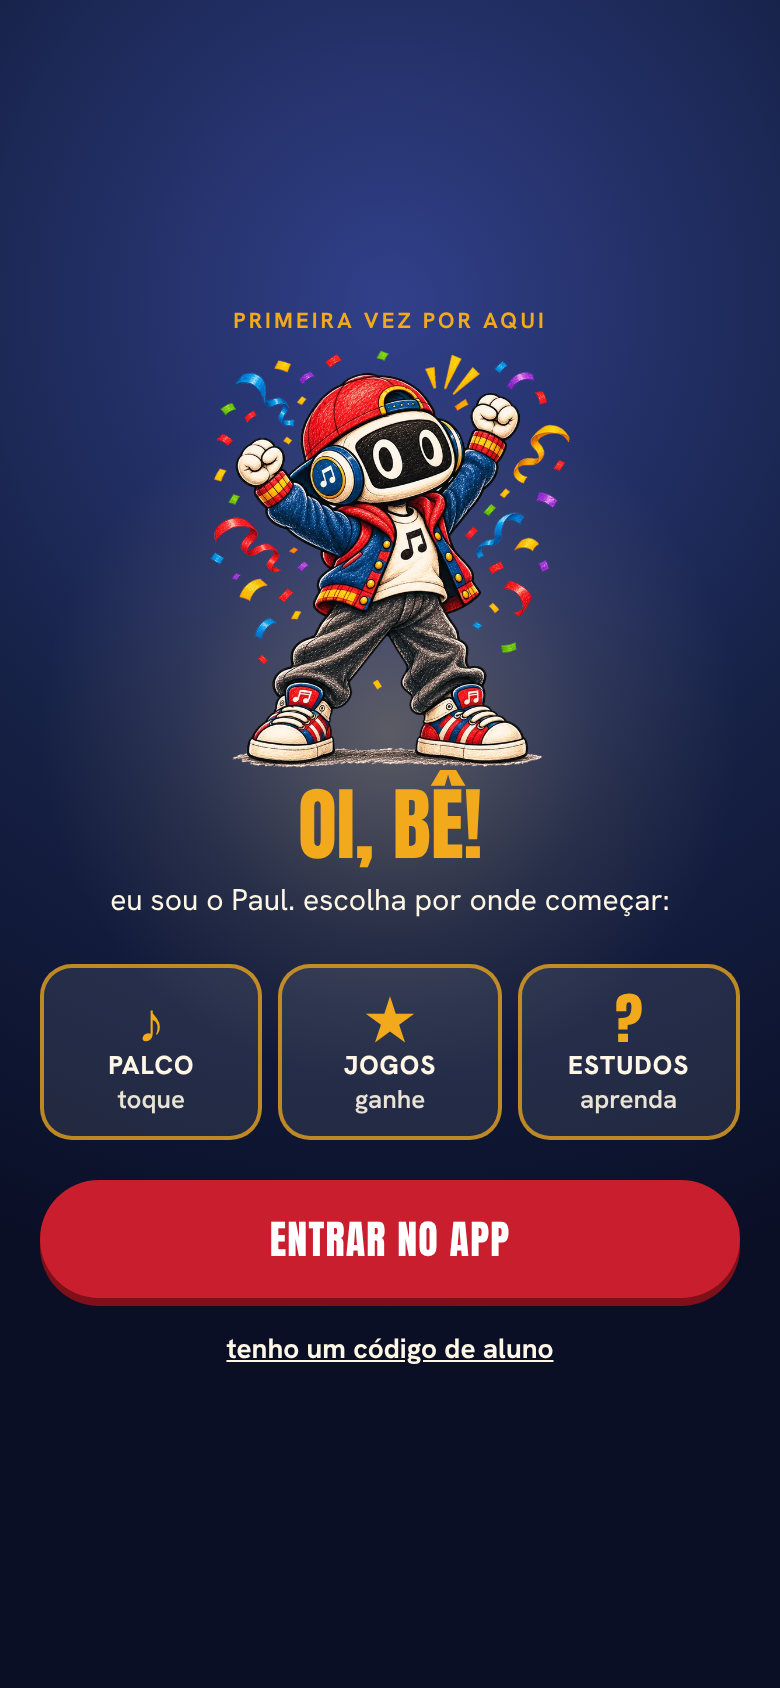 PRIMEIRA VEZ POR AQUI
OI, BÊ!
eu sou o Paul. escolha por onde começar:
♪ ★ ?
PALCO JOGOS ESTUDOS
toque ganhe aprenda
ENTRAR NO APP
tenho um código de aluno